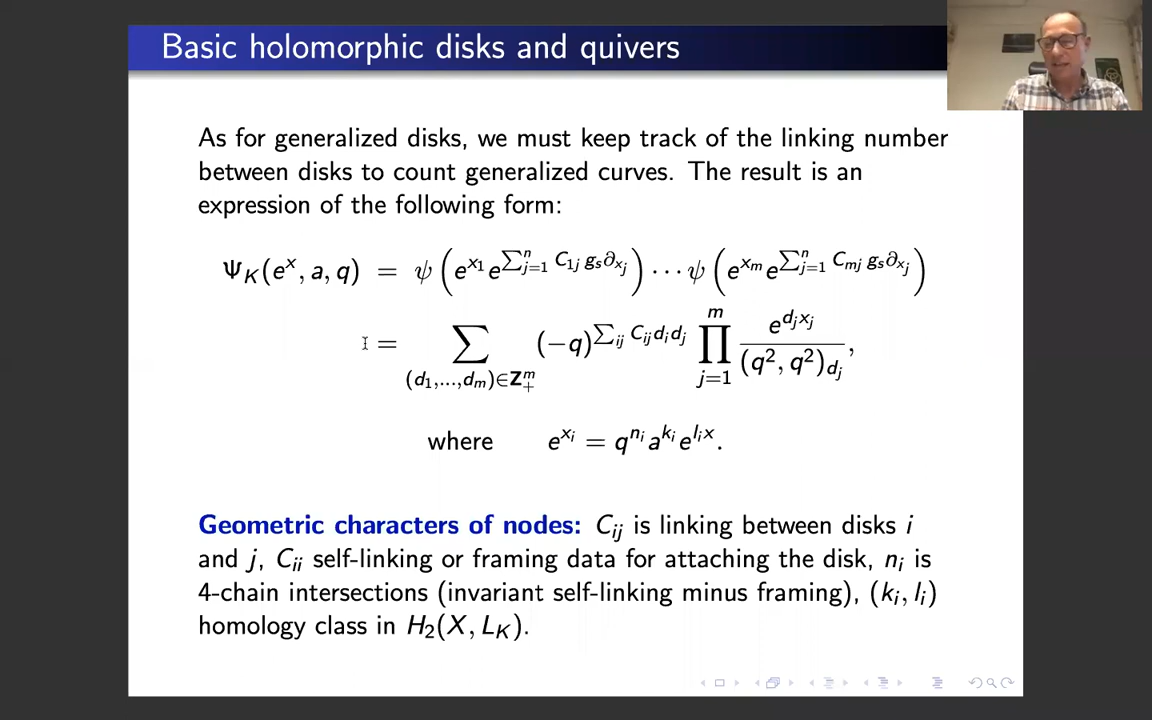 Basic holomorphic disks and quivers
As for generalized disks, we must keep track of the linking number
between disks to count generalized curves. The result is an
expression of the following form:
Ψ_K(e^x, a, q) = ψ(e^{x_1} e^{∑_{j=1}^n C_{1j} g_s ∂_{x_j}}) ⋯ ψ(e^{x_m} e^{∑_{j=1}^n C_{mj} g_s ∂_{x_j}})
= ∑_{(d_1,...,d_m)∈Z_+^m} (−q)^{∑_{ij} C_{ij} d_i d_j} ∏_{j=1}^m \frac{e^{d_j x_j}}{(q^2, q^2)_{d_j}},
where e^{x_i} = q^{n_i} a^{k_i} e^{l_i x}.
Geometric characters of nodes: C_{ij} is linking between disks i
and j, C_{ii} self-linking or framing data for attaching the disk, n_i is
4-chain intersections (invariant self-linking minus framing), (k_i, l_i)
homology class in H_2(X, L_K).